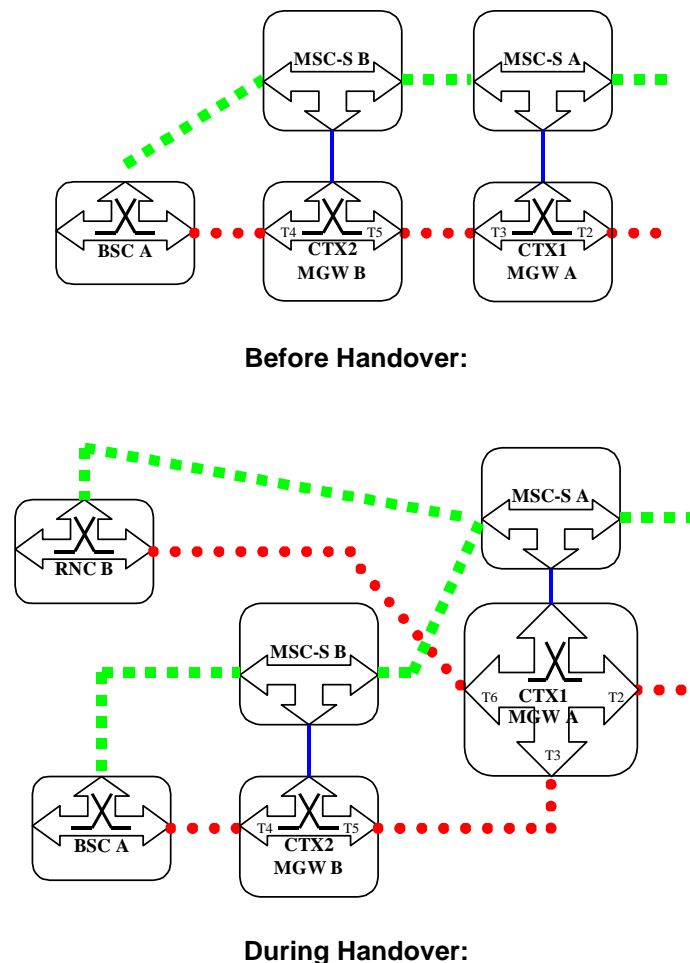 MSC-S B
MSC-S A
T4
T5
T3
T2
BSC A
CTX2
MGW B
CTX1
MGW A
Before Handover:
MSC-S A
RNC B
MSC-S B
T6
CTX1
T2
MGW A
T3
BSC A
T4
CTX2
T5
MGW B
During Handover: